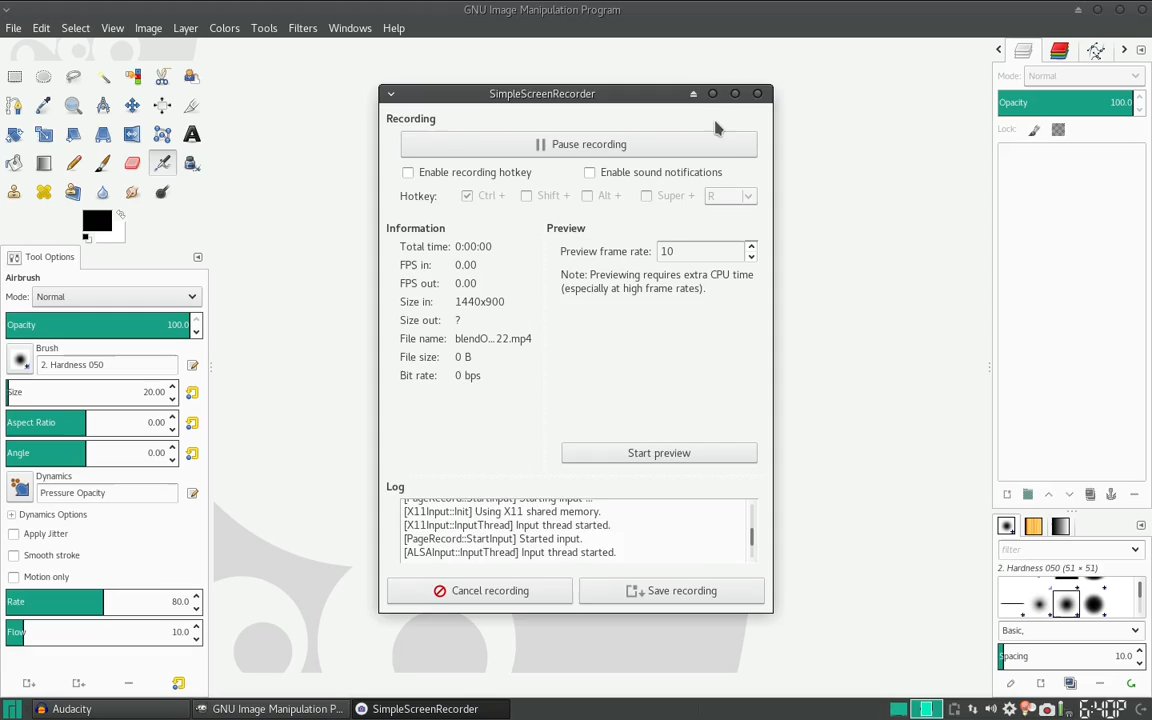 GNU Image Manipulation Program
File Edit Select View Image Layer Colors Tools Filters Windows Help
SimpleScreenRecorder
Recording
Pause recording
Enable recording hotkey Enable sound notifications
Hotkey: Ctrl + Shift + Alt + Super + R
Information
Total time: 0:00:00
FPS in: 0.00
FPS out: 0.00
Size in: 1440x900
Size out: ?
File name: blendO...22.mp4
File size: 0 B
Bit rate: 0 bps
Preview
Preview frame rate: 10
Note: Previewing requires extra CPU time
(especially at high frame rates).
Start preview
Log
[PageRecord::StartInput] Starting input ...
[X11Input::Init] Using X11 shared memory.
[X11Input::InputThread] Input thread started.
[PageRecord::StartInput] Started input.
[ALSAInput::InputThread] Input thread started.
Cancel recording Save recording
Tool Options
Airbrush
Mode: Normal
Opacity 100.0
Brush
2. Hardness 050
Size 20.00
Aspect Ratio 0.00
Angle 0.00
Dynamics
Pressure Opacity
Dynamics Options
Apply Jitter
Smooth stroke
Motion only
Rate 80.0
Flow 10.0
Mode: Normal
Opacity 100.0
Lock:
filter
2. Hardness 050 (51 × 51)
Basic,
Spacing 10.0
Audacity GNU Image Manipulation P... SimpleScreenRecorder 6:40P